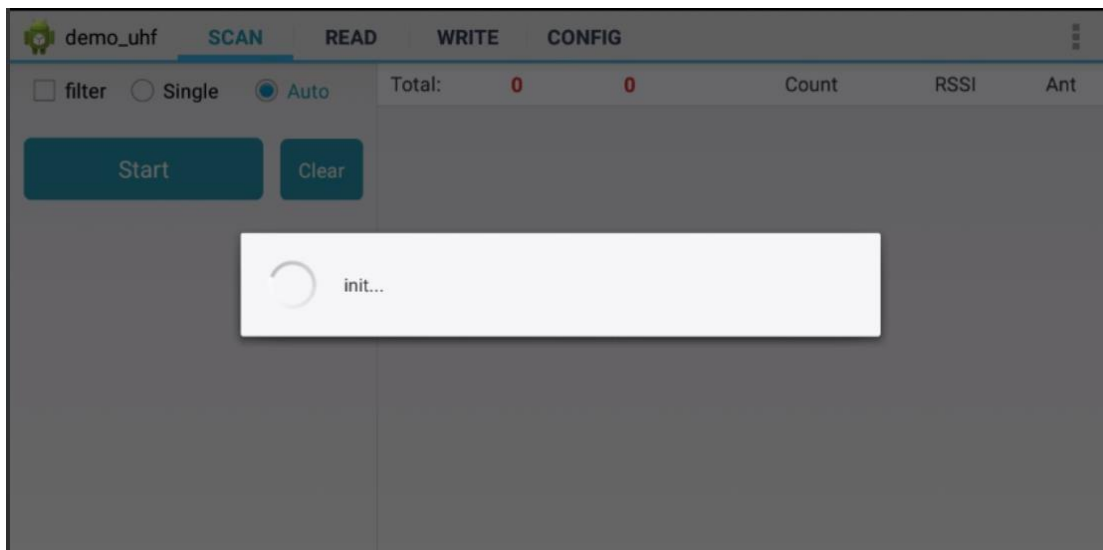 demo_uhf SCAN READ WRITE CONFIG
filter Single Auto Total: 0 0 Count RSSI Ant
Start Clear
init...